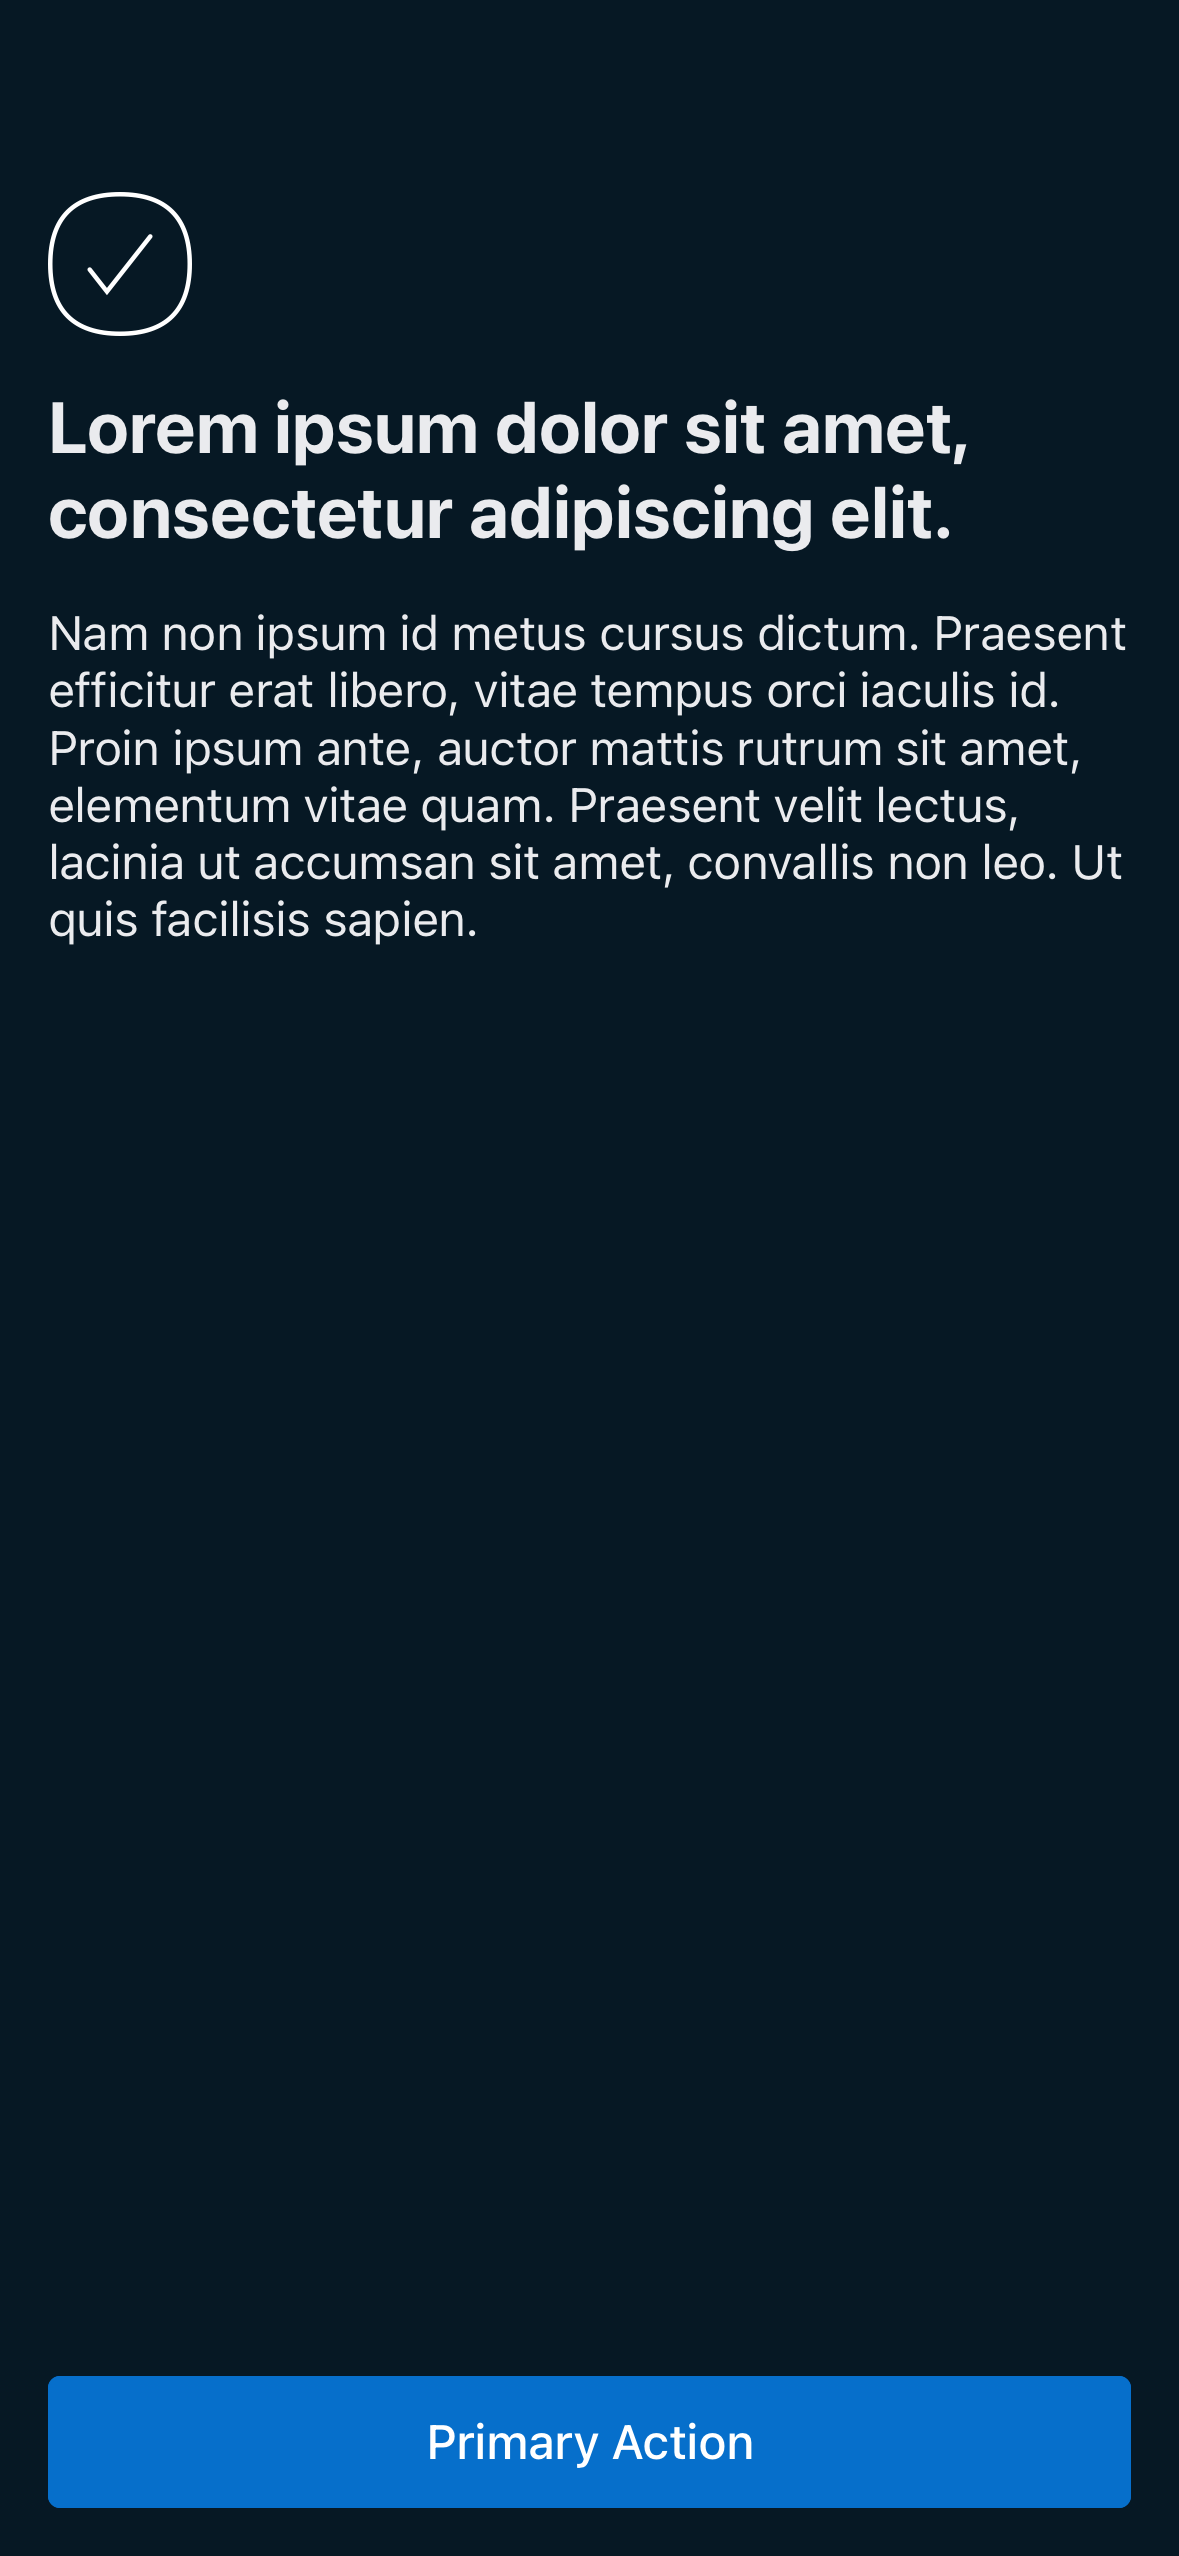 Lorem ipsum dolor sit amet,
consectetur adipiscing elit.
Nam non ipsum id metus cursus dictum. Praesent
efficitur erat libero, vitae tempus orci iaculis id.
Proin ipsum ante, auctor mattis rutrum sit amet,
elementum vitae quam. Praesent velit lectus,
lacinia ut accumsan sit amet, convallis non leo. Ut
quis facilisis sapien.
Primary Action